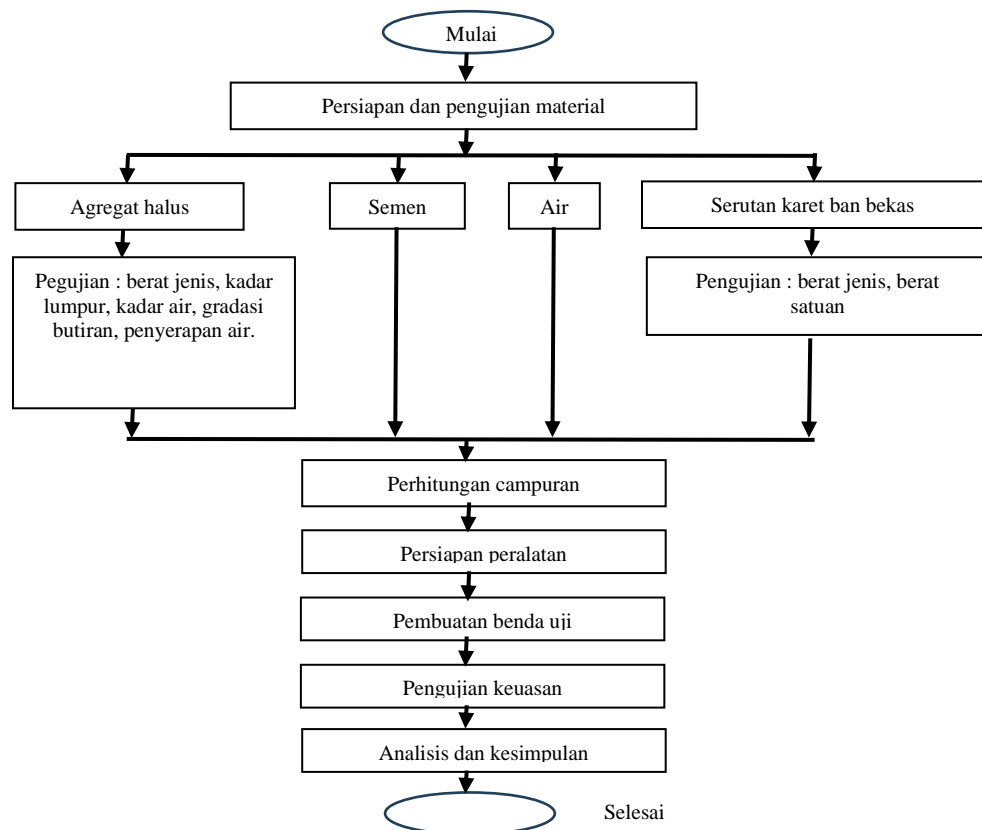 Mulai
Persiapan dan pengujian material
Agregat halus
Semen
Air
Serutan karet ban bekas
Pegujian : berat jenis, kadar
lumpur, kadar air, gradasi
butiran, penyerapan air.
Pengujian : berat jenis, berat
satuan
Perhitungan campuran
Persiapan peralatan
Pembuatan benda uji
Pengujian keuasan
Analisis dan kesimpulan
Selesai